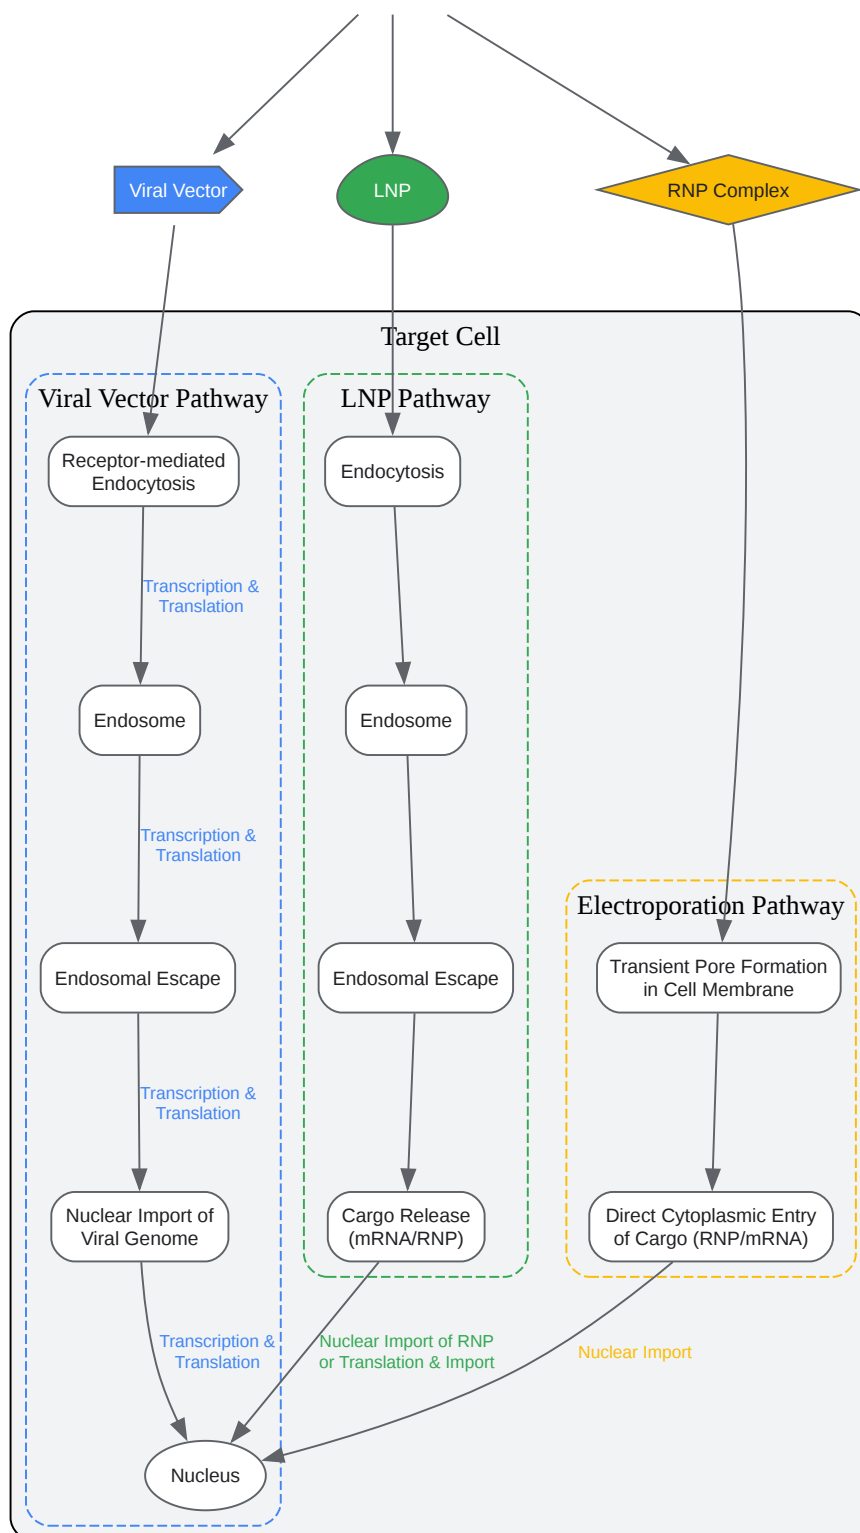 Viral Vector
LNP
RNP Complex
Target Cell
Viral Vector Pathway
LNP Pathway
Receptor-mediated
Endocytosis
Endocytosis
Transcription &
Translation
Endosome
Endosome
Transcription &
Translation
Electroporation Pathway
Endosomal Escape
Endosomal Escape
Transient Pore Formation
in Cell Membrane
Transcription &
Translation
Nuclear Import of
Viral Genome
Cargo Release
(mRNA/RNP)
Direct Cytoplasmic Entry
of Cargo (RNP/mRNA)
Transcription &
Translation
Nuclear Import of RNP
or Translation & Import
Nuclear Import
Nucleus